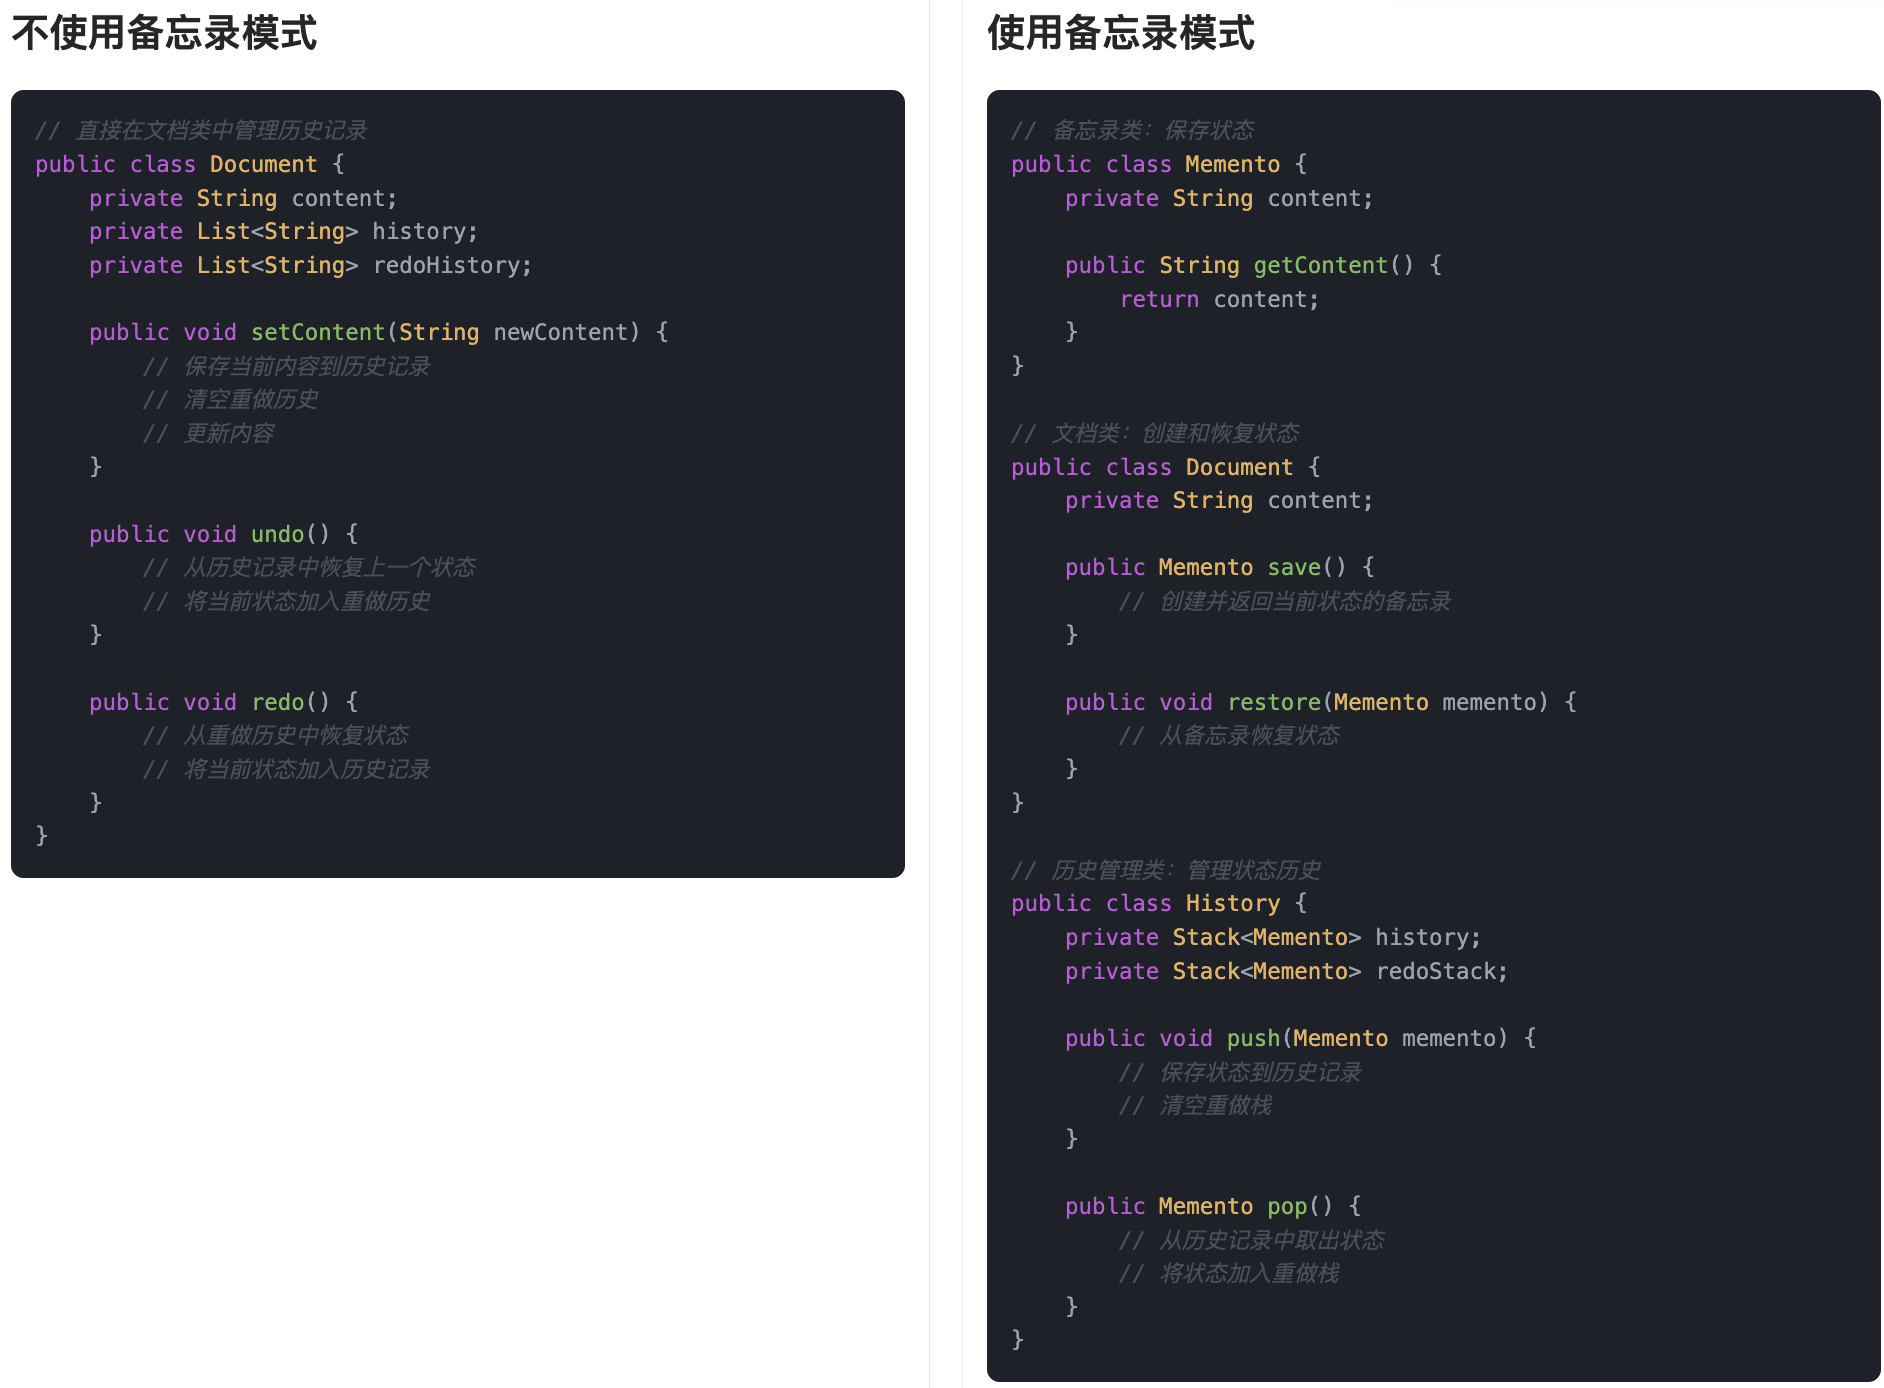 不使用备忘录模式
// 直接在文档类中管理历史记录
public class Document {
    private String content;
    private List<String> history;
    private List<String> redoHistory;
    public void setContent(String newContent) {
        // 保存当前内容到历史记录
        // 清空重做历史
        // 更新内容
    }
    public void undo() {
        // 从历史记录中恢复上一个状态
        // 将当前状态加入重做历史
    }
    public void redo() {
        // 从重做历史中恢复状态
        // 将当前状态加入历史记录
    }
}
使用备忘录模式
// 备忘录类：保存状态
public class Memento {
    private String content;
    public String getContent() {
        return content;
    }
}
// 文档类：创建和恢复状态
public class Document {
    private String content;
    public Memento save() {
        // 创建并返回当前状态的备忘录
    }
    public void restore(Memento memento) {
        // 从备忘录恢复状态
    }
}
// 历史管理类：管理状态历史
public class History {
    private Stack<Memento> history;
    private Stack<Memento> redoStack;
    public void push(Memento memento) {
        // 保存状态到历史记录
        // 清空重做栈
    }
    public Memento pop() {
        // 从历史记录中取出状态
        // 将状态加入重做栈
    }
}